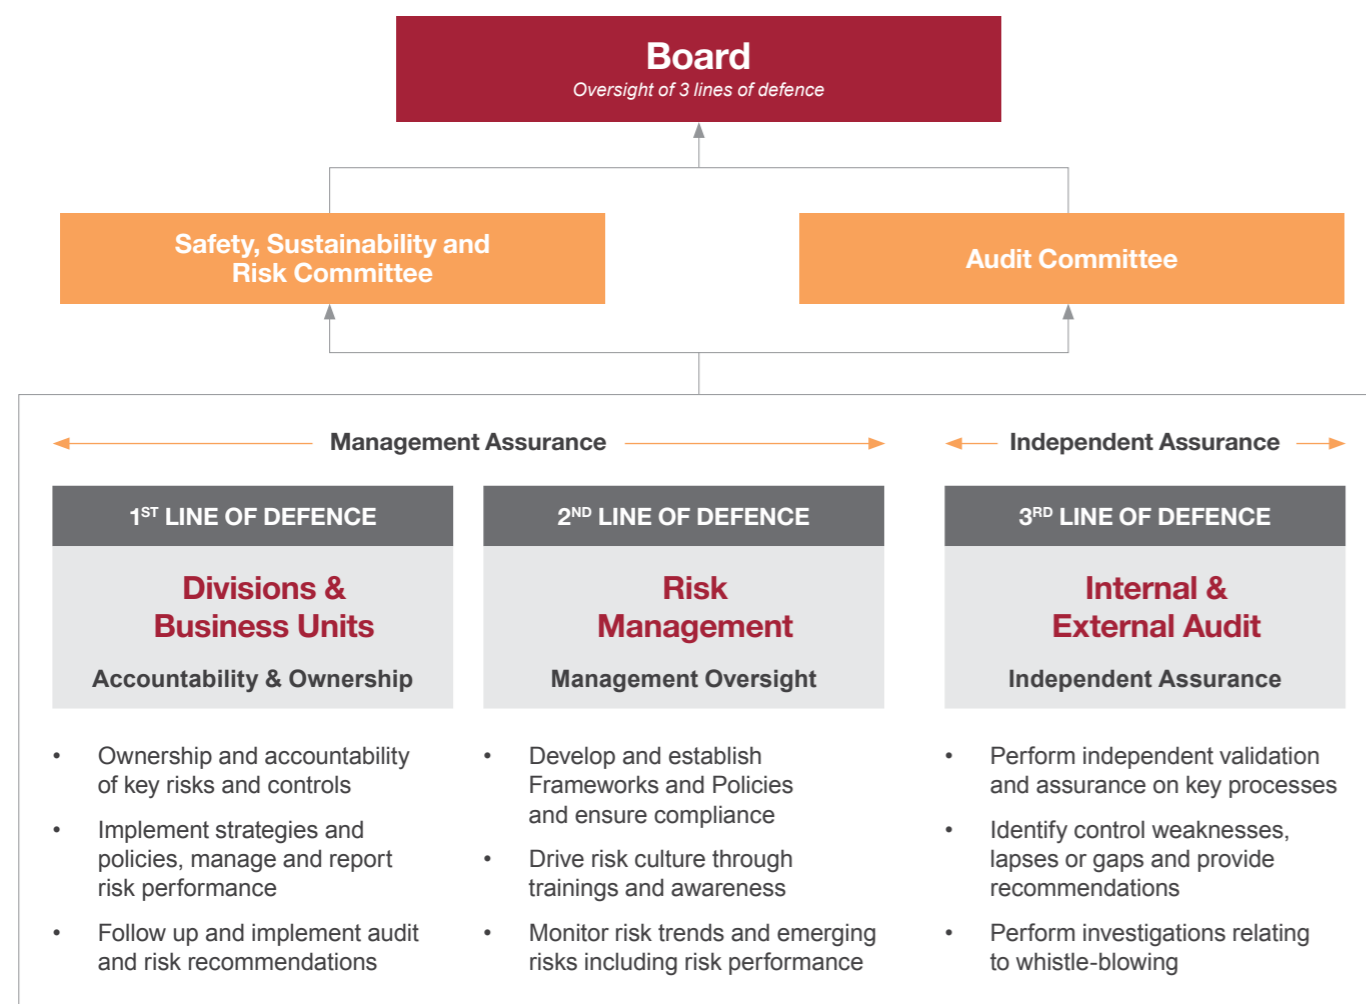 Board
Oversight of 3 lines of defence
Safety, Sustainability and
Risk Committee
Audit Committee
Management Assurance
Independent Assurance
1ST LINE OF DEFENCE
Divisions &
Business Units
Accountability & Ownership
• Ownership and accountability
of key risks and controls
• Implement strategies and
policies, manage and report
risk performance
• Follow up and implement audit
and risk recommendations
2ND LINE OF DEFENCE
Risk
Management
Management Oversight
• Develop and establish
Frameworks and Policies
and ensure compliance
• Drive risk culture through
trainings and awareness
• Monitor risk trends and emerging
risks including risk performance
3RD LINE OF DEFENCE
Internal &
External Audit
Independent Assurance
• Perform independent validation
and assurance on key processes
• Identify control weaknesses,
lapses or gaps and provide
recommendations
• Perform investigations relating
to whistle-blowing